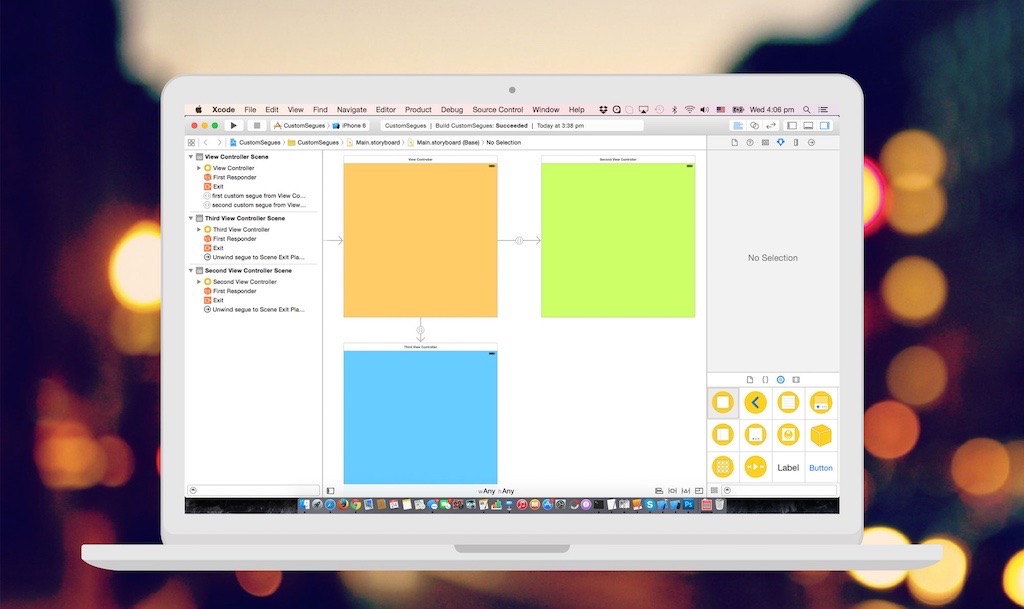 Xcode File Edit View Find Navigate Editor Product Debug Source Control Window Help Wed 4:06 pm
CustomSegues iPhone 6 CustomSegues | Build CustomSegues: Succeeded | Today at 3:38 pm
CustomSegues CustomSegues Main.storyboard Main.storyboard (Base) No Selection
View Controller Scene
View Controller
First Responder
Exit
first custom segue from View Co...
second custom segue from View...
Third View Controller Scene
Third View Controller
First Responder
Exit
Unwind segue to Scene Exit Pla...
Second View Controller Scene
Second View Controller
First Responder
Exit
Unwind segue to Scene Exit Pla...
View Controller
Second View Controller
Third View Controller
wAny hAny
No Selection
Label
Button